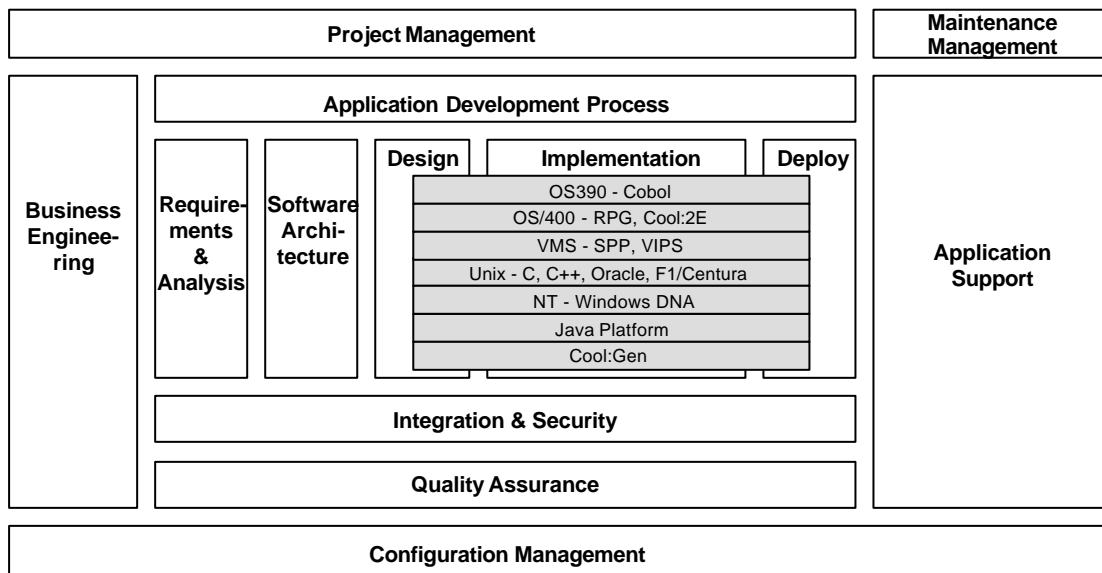 Project Management
Maintenance
Management
Application Development Process
Business
Enginee-
ring
Require-
ments
&
Analysis
Software
Archi-
tecture
Design
Implementation
Deploy
OS390 - Cobol
OS/400 - RPG, Cool:2E
VMS - SPP, VIPS
Unix - C, C++, Oracle, F1/Centura
NT - Windows DNA
Java Platform
Cool:Gen
Application
Support
Integration & Security
Quality Assurance
Configuration Management